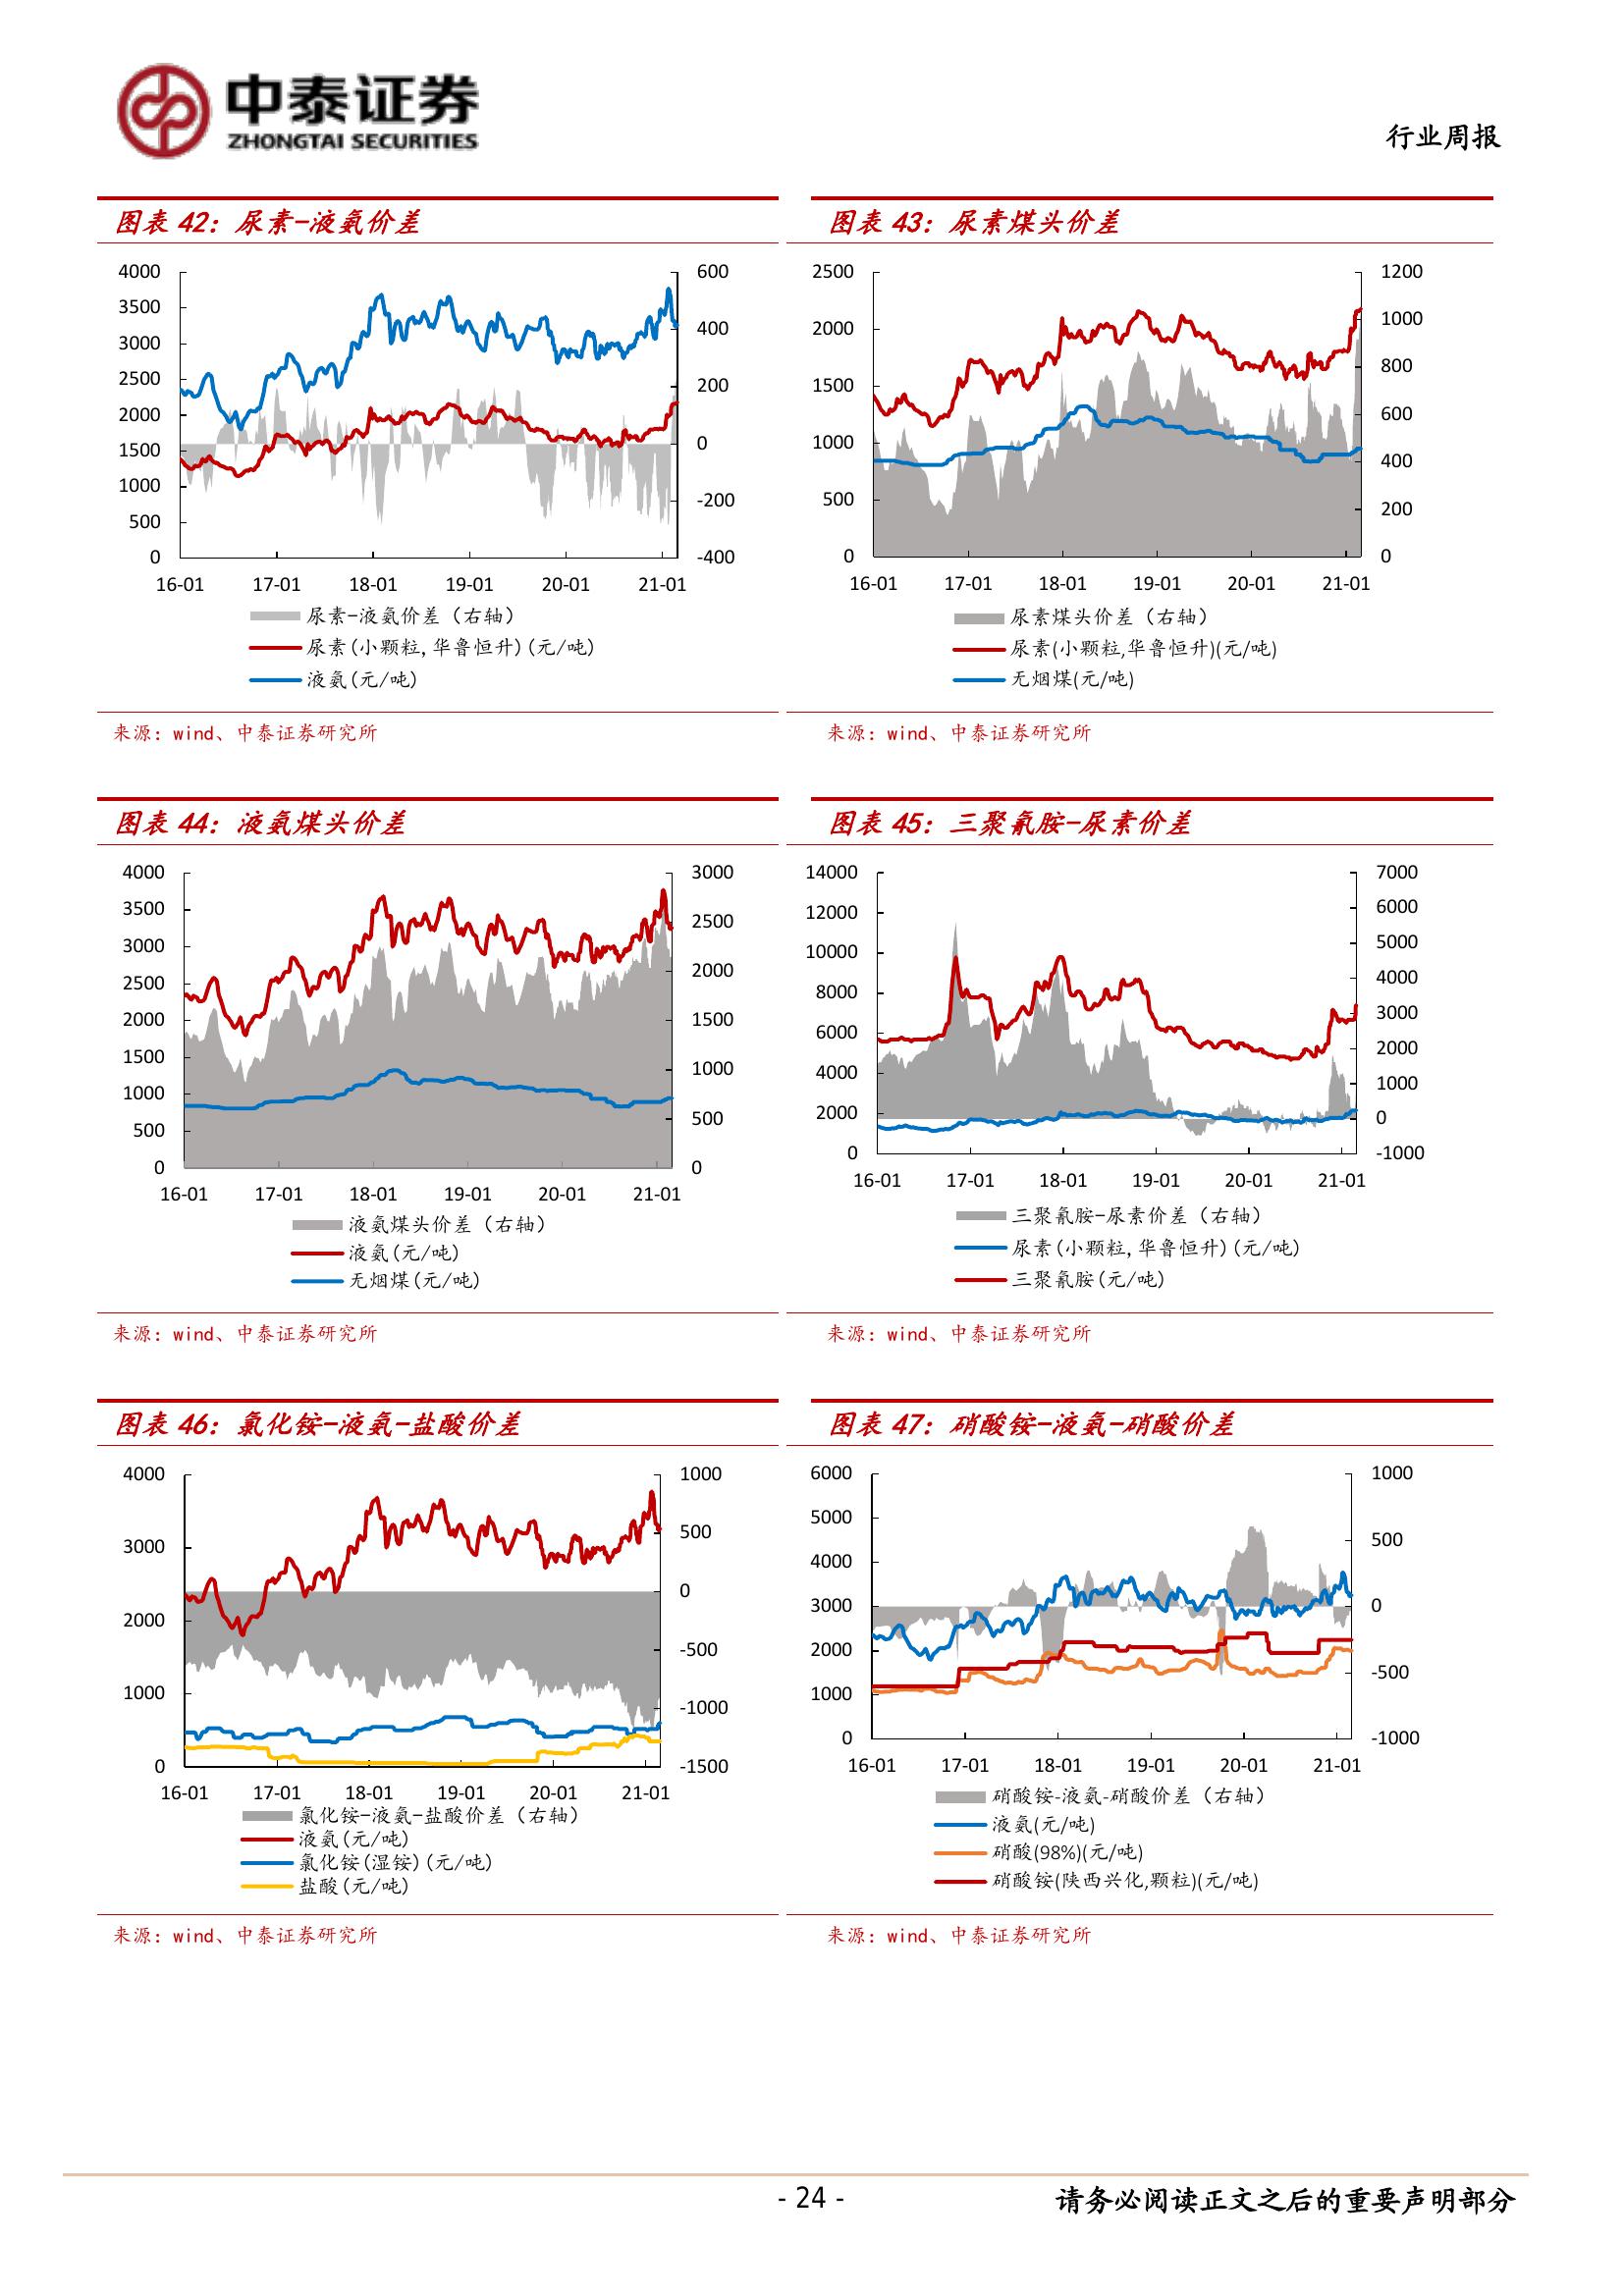 中泰证券
ZHONGTAI SECURITIES
行业周报
图表 42：尿素-液氨价差
4000
3500
3000
2500
2000
1500
1000
500
0
600
400
200
0
-200
-400
16-01 17-01 18-01 19-01 20-01 21-01
尿素-液氨价差（右轴）
尿素(小颗粒,华鲁恒升)(元/吨)
液氨(元/吨)
来源：wind、中泰证券研究所
图表 43：尿素煤头价差
2500
2000
1500
1000
500
0
1200
1000
800
600
400
200
0
16-01 17-01 18-01 19-01 20-01 21-01
尿素煤头价差（右轴）
尿素(小颗粒,华鲁恒升)(元/吨)
无烟煤(元/吨)
来源：wind、中泰证券研究所
图表 44：液氨煤头价差
4000
3500
3000
2500
2000
1500
1000
500
0
3000
2500
2000
1500
1000
500
0
16-01 17-01 18-01 19-01 20-01 21-01
液氨煤头价差（右轴）
液氨(元/吨)
无烟煤(元/吨)
来源：wind、中泰证券研究所
图表 45：三聚氰胺-尿素价差
14000
12000
10000
8000
6000
4000
2000
0
7000
6000
5000
4000
3000
2000
1000
0
-1000
16-01 17-01 18-01 19-01 20-01 21-01
三聚氰胺-尿素价差（右轴）
尿素(小颗粒,华鲁恒升)(元/吨)
三聚氰胺(元/吨)
来源：wind、中泰证券研究所
图表 46：氯化铵-液氨-盐酸价差
4000
3000
2000
1000
0
1000
500
0
-500
-1000
-1500
16-01 17-01 18-01 19-01 20-01 21-01
氯化铵-液氨-盐酸价差（右轴）
液氨(元/吨)
氯化铵(湿铵)(元/吨)
盐酸(元/吨)
来源：wind、中泰证券研究所
图表 47：硝酸铵-液氨-硝酸价差
6000
5000
4000
3000
2000
1000
0
1000
500
0
-500
-1000
16-01 17-01 18-01 19-01 20-01 21-01
硝酸铵-液氨-硝酸价差（右轴）
液氨(元/吨)
硝酸(98%)(元/吨)
硝酸铵(陕西兴化,颗粒)(元/吨)
来源：wind、中泰证券研究所
- 24 -
请务必阅读正文之后的重要声明部分